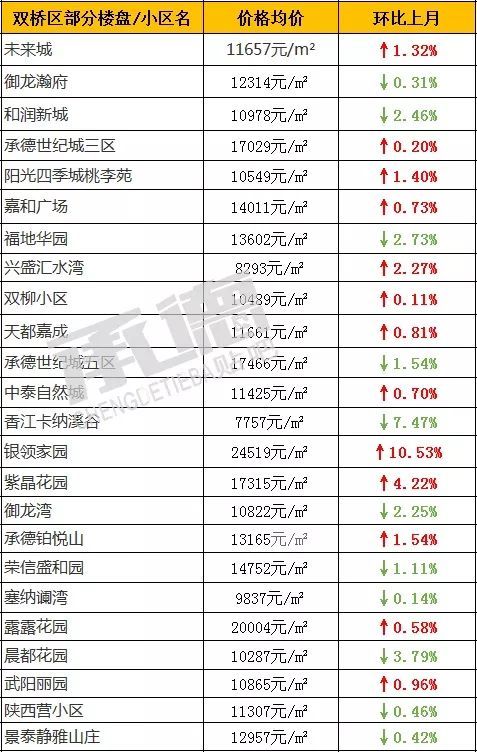 双桥区部分楼盘/小区名 价格均价 环比上月
未来城 11657元/m² ↑1.32%
御龙瀚府 12314元/㎡ ↓0.31%
和润新城 10978元/㎡ ↓2.46%
承德世纪城三区 17029元/㎡ ↑0.20%
阳光四季城桃李苑 10549元/㎡ ↑1.40%
嘉和广场 14011元/㎡ ↑0.73%
福地华园 13602元/㎡ ↓2.73%
兴盛汇水湾 8293元/㎡ ↑2.27%
双柳小区 10489元/㎡ ↑0.11%
天都嘉成 11661元/㎡ ↑0.81%
承德世纪城五区 17466元/㎡ ↓1.54%
中泰自然城 11425元/㎡ ↑0.70%
香江卡纳溪谷 7757元/㎡ ↓7.47%
银领家园 24519元/㎡ ↑10.53%
紫晶花园 17315元/㎡ ↑4.22%
御龙湾 10822元/㎡ ↓2.25%
承德铂悦山 13165元/㎡ ↑1.54%
荣信盛和园 14752元/㎡ ↓1.11%
塞纳谰湾 9837元/㎡ ↓0.14%
露露花园 20004元/㎡ ↑0.58%
晨都花园 10287元/㎡ ↓3.79%
武阳丽园 10865元/㎡ ↑0.96%
陕西营小区 11307元/㎡ ↓0.46%
景泰静雅山庄 12957元/㎡ ↓0.42%